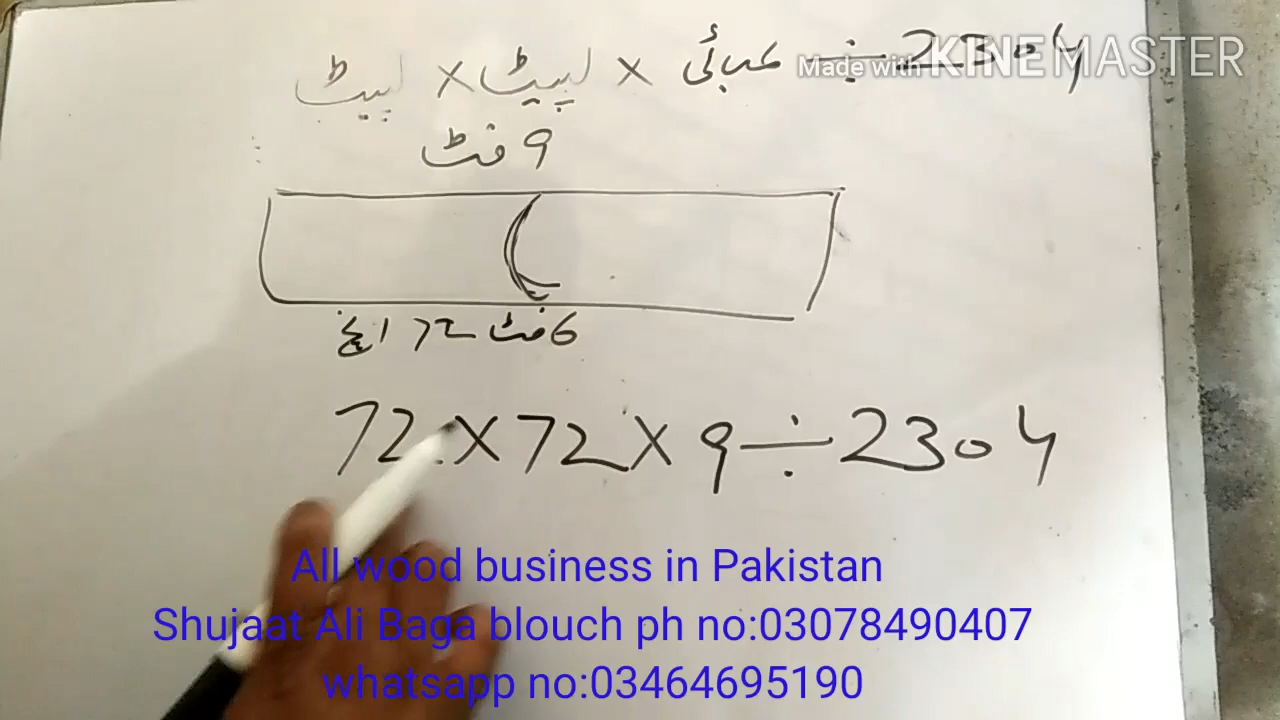 لپیٹ × لپیٹ × لمبائی ÷ 2304
Made with KINEMASTER
9 فٹ
6 فٹ 72 انچ
72 × 72 × 9 ÷ 2304
All wood business in Pakistan
Shujaat Ali Baga blouch ph no:03078490407
whatsapp no:03464695190